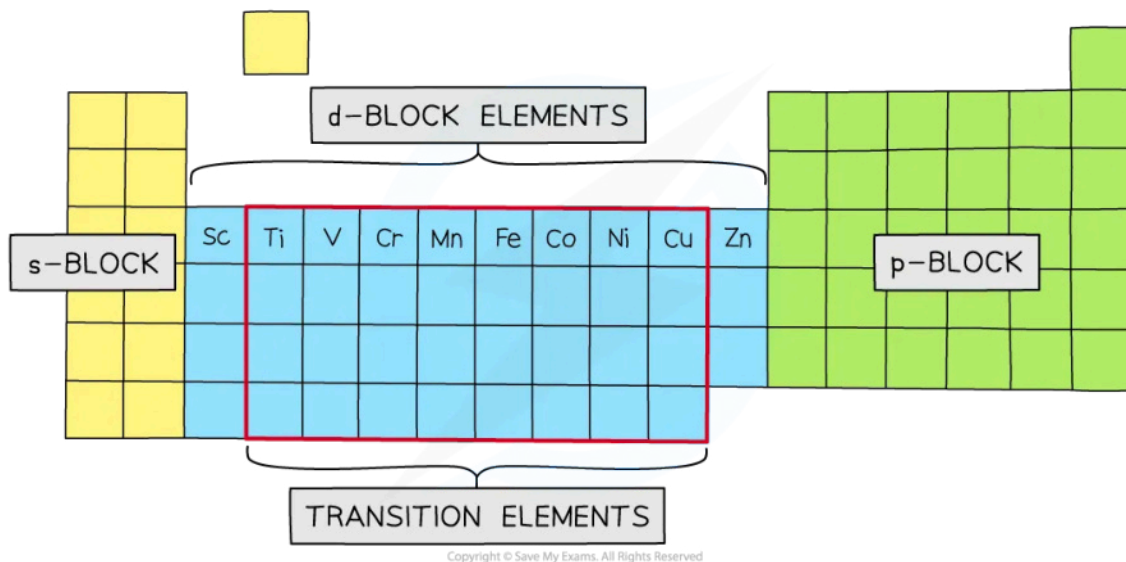 d-BLOCK ELEMENTS
Sc Ti V Cr Mn Fe Co Ni Cu Zn
s-BLOCK
p-BLOCK
TRANSITION ELEMENTS
Copyright © Save My Exams. All Rights Reserved